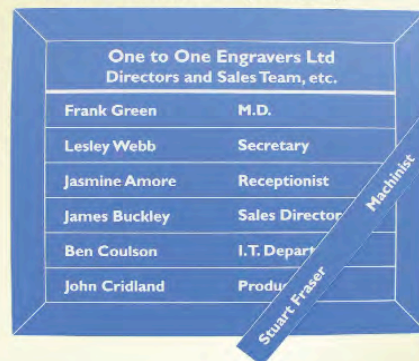 One to One Engravers Ltd
Directors and Sales Team, etc.
Frank Green M.D.
Lesley Webb Secretary
Jasmine Amore Receptionist
James Buckley Sales Director
Ben Coulson I.T. Depart
John Cridland Produ
Stuart Fraser Machinist